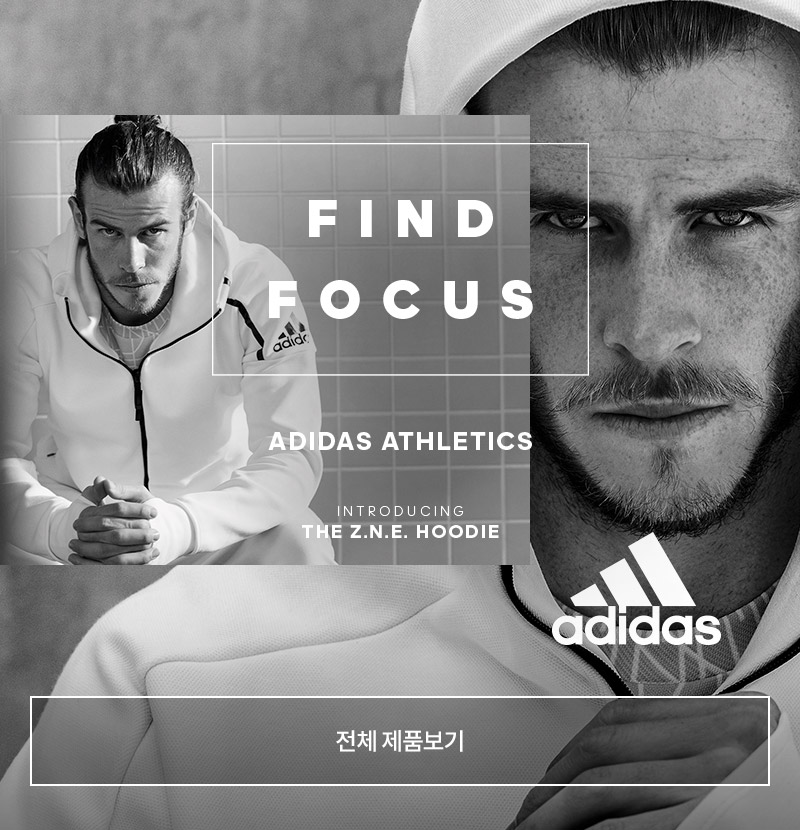 FIND
FOCUS
adidas
ADIDAS ATHLETICS
INTRODUCING
THE Z.N.E. HOODIE
adidas
전체 제품보기